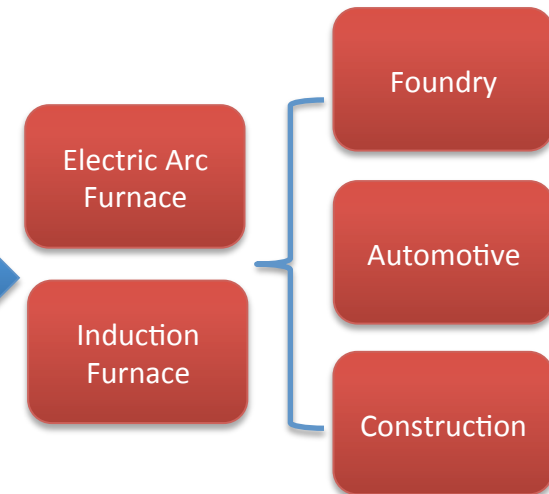 Electric Arc
Furnace
Induction
Furnace
Foundry
Automotive
Construction